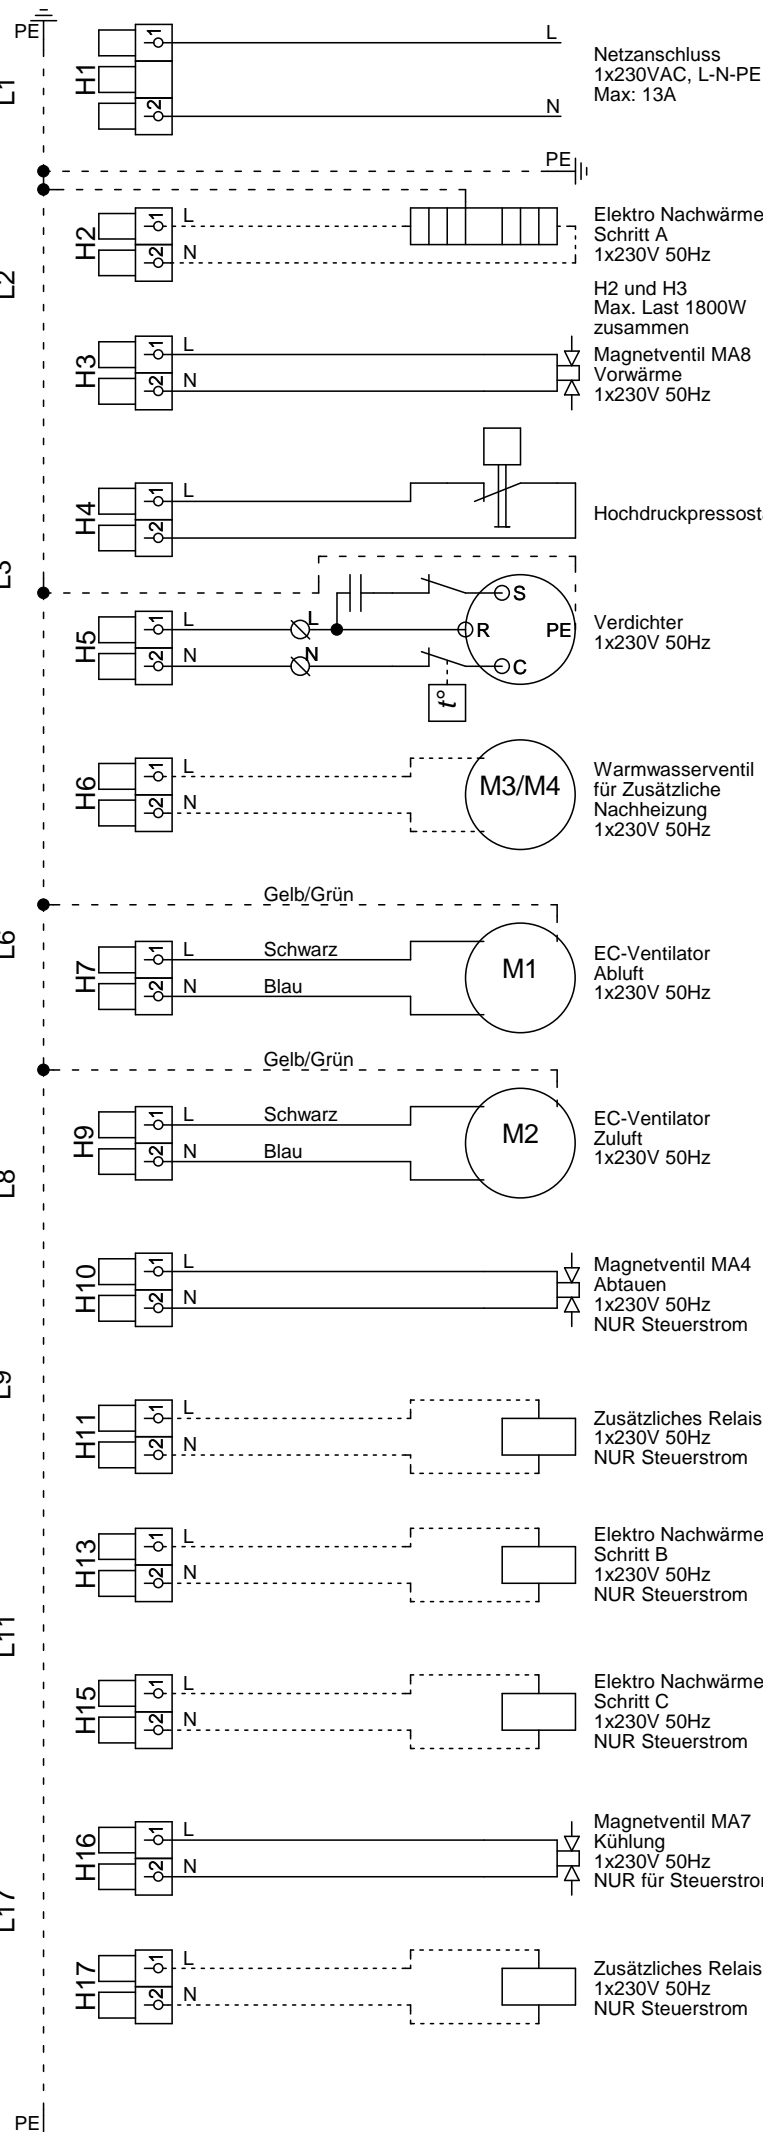 PE
L
H1
1
2
N
Netzanschluss
1x230VAC, L-N-PE
Max: 13A
L1
PE
H2
1
2
L
N
Elektro Nachwärme
Schritt A
1x230V 50Hz
L2
H2 und H3
Max. Last 1800W
zusammen
H3
1
2
L
N
Magnetventil MA8
Vorwärme
1x230V 50Hz
H4
1
2
L
Hochdruckpressosta
L3
H5
1
2
L
N
L
N
S
R
PE
C
t°
Verdichter
1x230V 50Hz
H6
1
2
L
N
M3/M4
Warmwasserventil
für Zusätzliche
Nachheizung
1x230V 50Hz
L6
Gelb/Grün
H7
1
2
L
Schwarz
N
Blau
M1
EC-Ventilator
Abluft
1x230V 50Hz
Gelb/Grün
H9
1
2
L
Schwarz
N
Blau
M2
EC-Ventilator
Zuluft
1x230V 50Hz
L8
H10
1
2
L
N
Magnetventil MA4
Abtauen
1x230V 50Hz
NUR Steuerstrom
L9
H11
1
2
L
N
Zusätzliches Relais
1x230V 50Hz
NUR Steuerstrom
H13
1
2
L
N
Elektro Nachwärme
Schritt B
1x230V 50Hz
NUR Steuerstrom
L11
H15
1
2
L
N
Elektro Nachwärme
Schritt C
1x230V 50Hz
NUR Steuerstrom
H16
1
2
L
N
Magnetventil MA7
Kühlung
1x230V 50Hz
NUR für Steuerstrom
L17
H17
1
2
L
N
Zusätzliches Relais
1x230V 50Hz
NUR Steuerstrom
PE